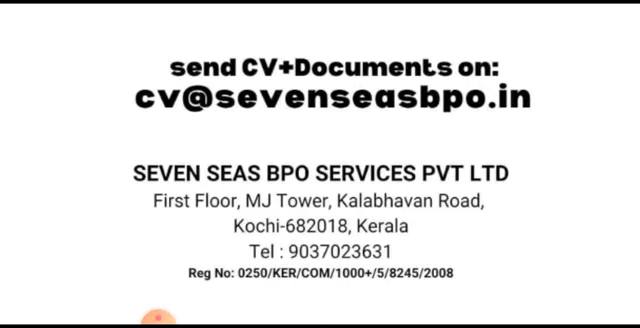 send CV+Documents on:
cv@sevenseasbpo.in
SEVEN SEAS BPO SERVICES PVT LTD
First Floor, MJ Tower, Kalabhavan Road,
Kochi-682018, Kerala
Tel : 9037023631
Reg No: 0250/KER/COM/1000+/5/8245/2008